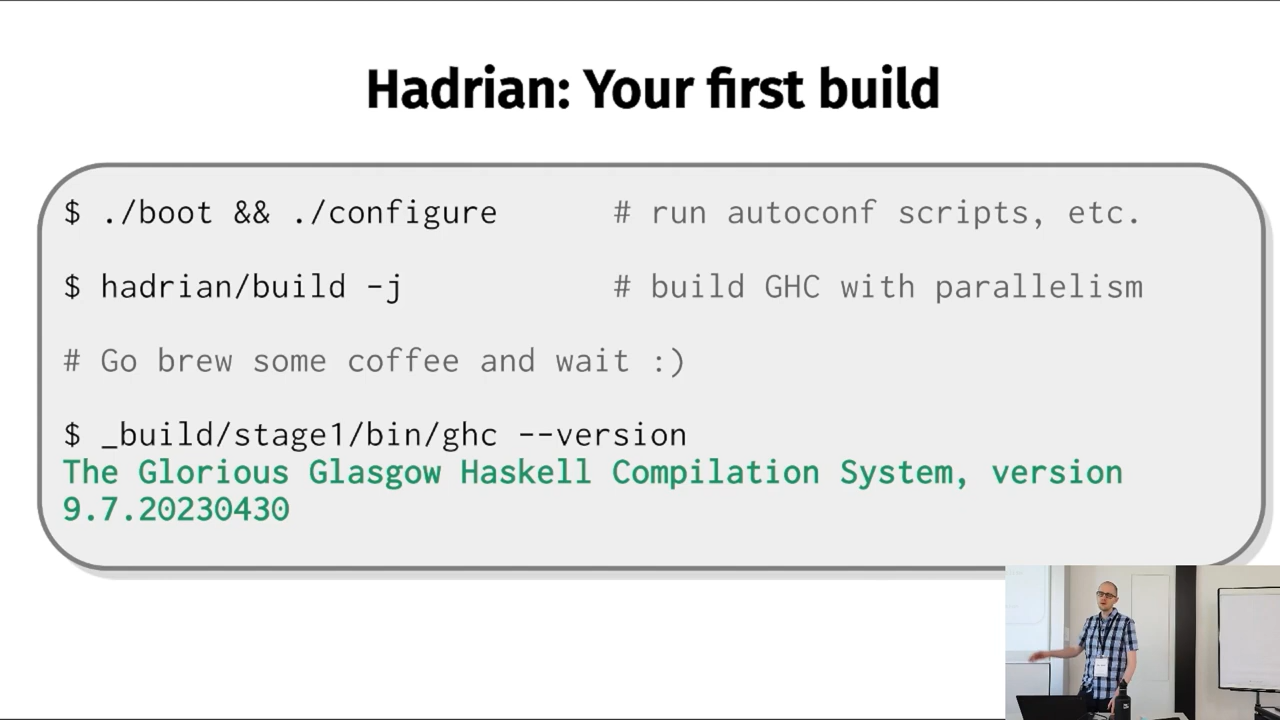 Hadrian: Your first build
$ ./boot && ./configure # run autoconf scripts, etc.
$ hadrian/build -j # build GHC with parallelism
# Go brew some coffee and wait :)
$ _build/stage1/bin/ghc --version
The Glorious Glasgow Haskell Compilation System, version
9.7.20230430